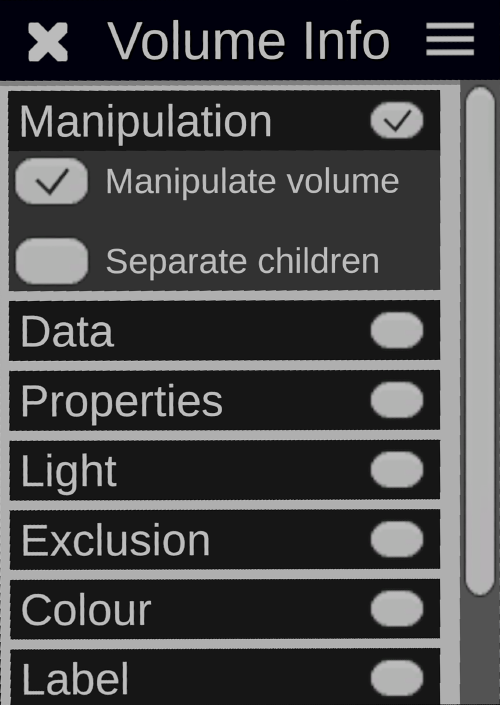 Volume Info
Manipulation
Manipulate volume
Separate children
Data
Properties
Light
Exclusion
Colour
Label